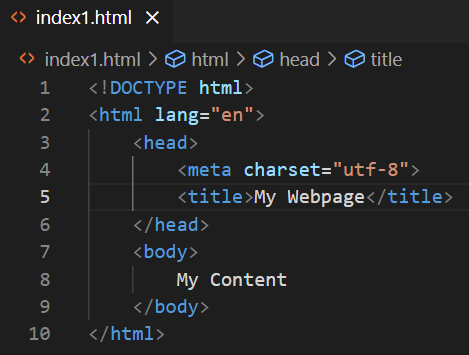 index1.html
index1.html > html > head > title
1 <!DOCTYPE html>
2 <html lang="en">
3     <head>
4         <meta charset="utf-8">
5         <title>My Webpage</title>
6     </head>
7     <body>
8         My Content
9     </body>
10 </html>